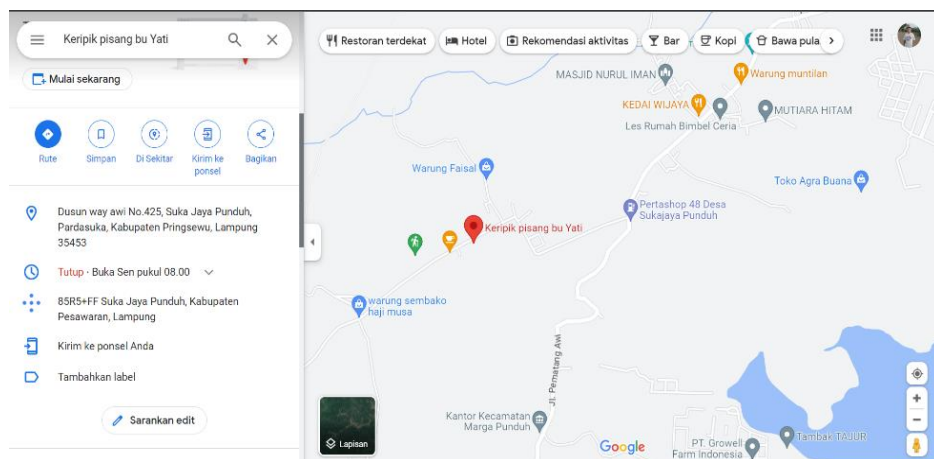 Keripik pisang bu Yati
Mulai sekarang
Rute
Simpan
Di Sekitar
Kirim ke
ponsel
Bagikan
Dusun way awi No.425, Suka Jaya Punduh,
Pardasuka, Kabupaten Pringsewu, Lampung
35453
Tutup · Buka Sen pukul 08.00
85R5+FF Suka Jaya Punduh, Kabupaten
Pesawaran, Lampung
Kirim ke ponsel Anda
Tambahkan label
Sarankan edit
Restoran terdekat
Hotel
Rekomendasi aktivitas
Bar
Kopi
Bawa pula
MASJID NURUL IMAN
Warung muntilan
KEDAI WIJAYA
MUTIARA HITAM
Les Rumah Bimbel Ceria
Warung Faisal
Toko Agra Buana
Pertashop 48 Desa
Sukajaya Punduh
Keripik pisang bu Yati
warung sembako
haji musa
Jl. Pematang Awi
Kantor Kecamatan
Marga Punduh
Lapisan
Google
PT. Growell
Farm Indonesia
Tambak TAJUR